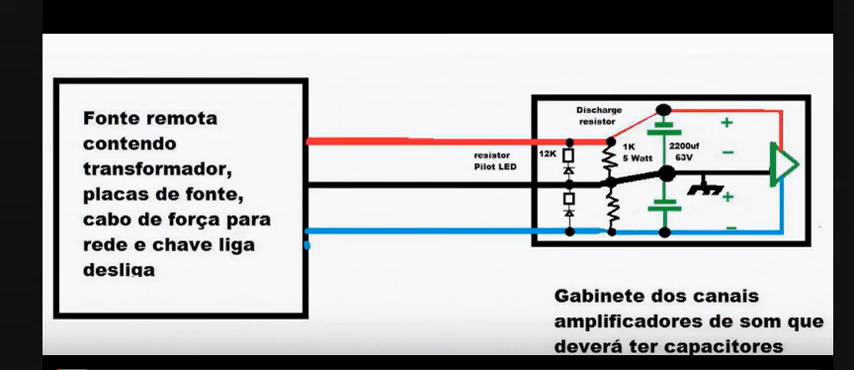 Fonte remota
contendo
transformador,
placas de fonte,
cabo de força para
rede e chave liga
desliga
Discharge
resistor
resistor
Pilot LED
12K
1K
5 Watt
2200uf
63V
+
−
+
−
Gabinete dos canais
amplificadores de som que
deverá ter capacitores